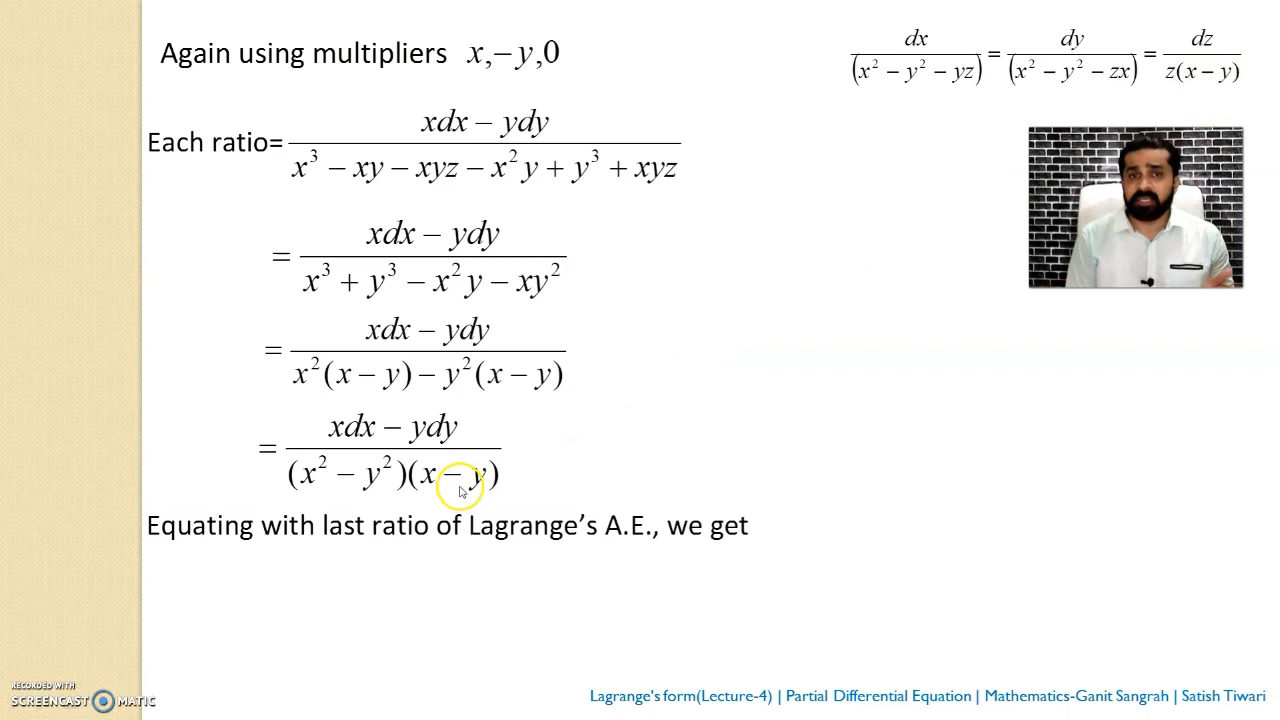 Again using multipliers x,−y,0
dx/(x² − y² − yz) = dy/(x² − y² − zx) = dz/z(x − y)
Each ratio= (xdx − ydy)/(x³ − xy − xyz − x²y + y³ + xyz)
= (xdx − ydy)/(x³ + y³ − x²y − xy²)
= (xdx − ydy)/(x²(x − y) − y²(x − y))
= (xdx − ydy)/((x² − y²)(x − y))
Equating with last ratio of Lagrange’s A.E., we get
RECORDED WITH
SCREENCAST MATIC
Lagrange's form(Lecture-4) | Partial Differential Equation | Mathematics-Ganit Sangrah | Satish Tiwari